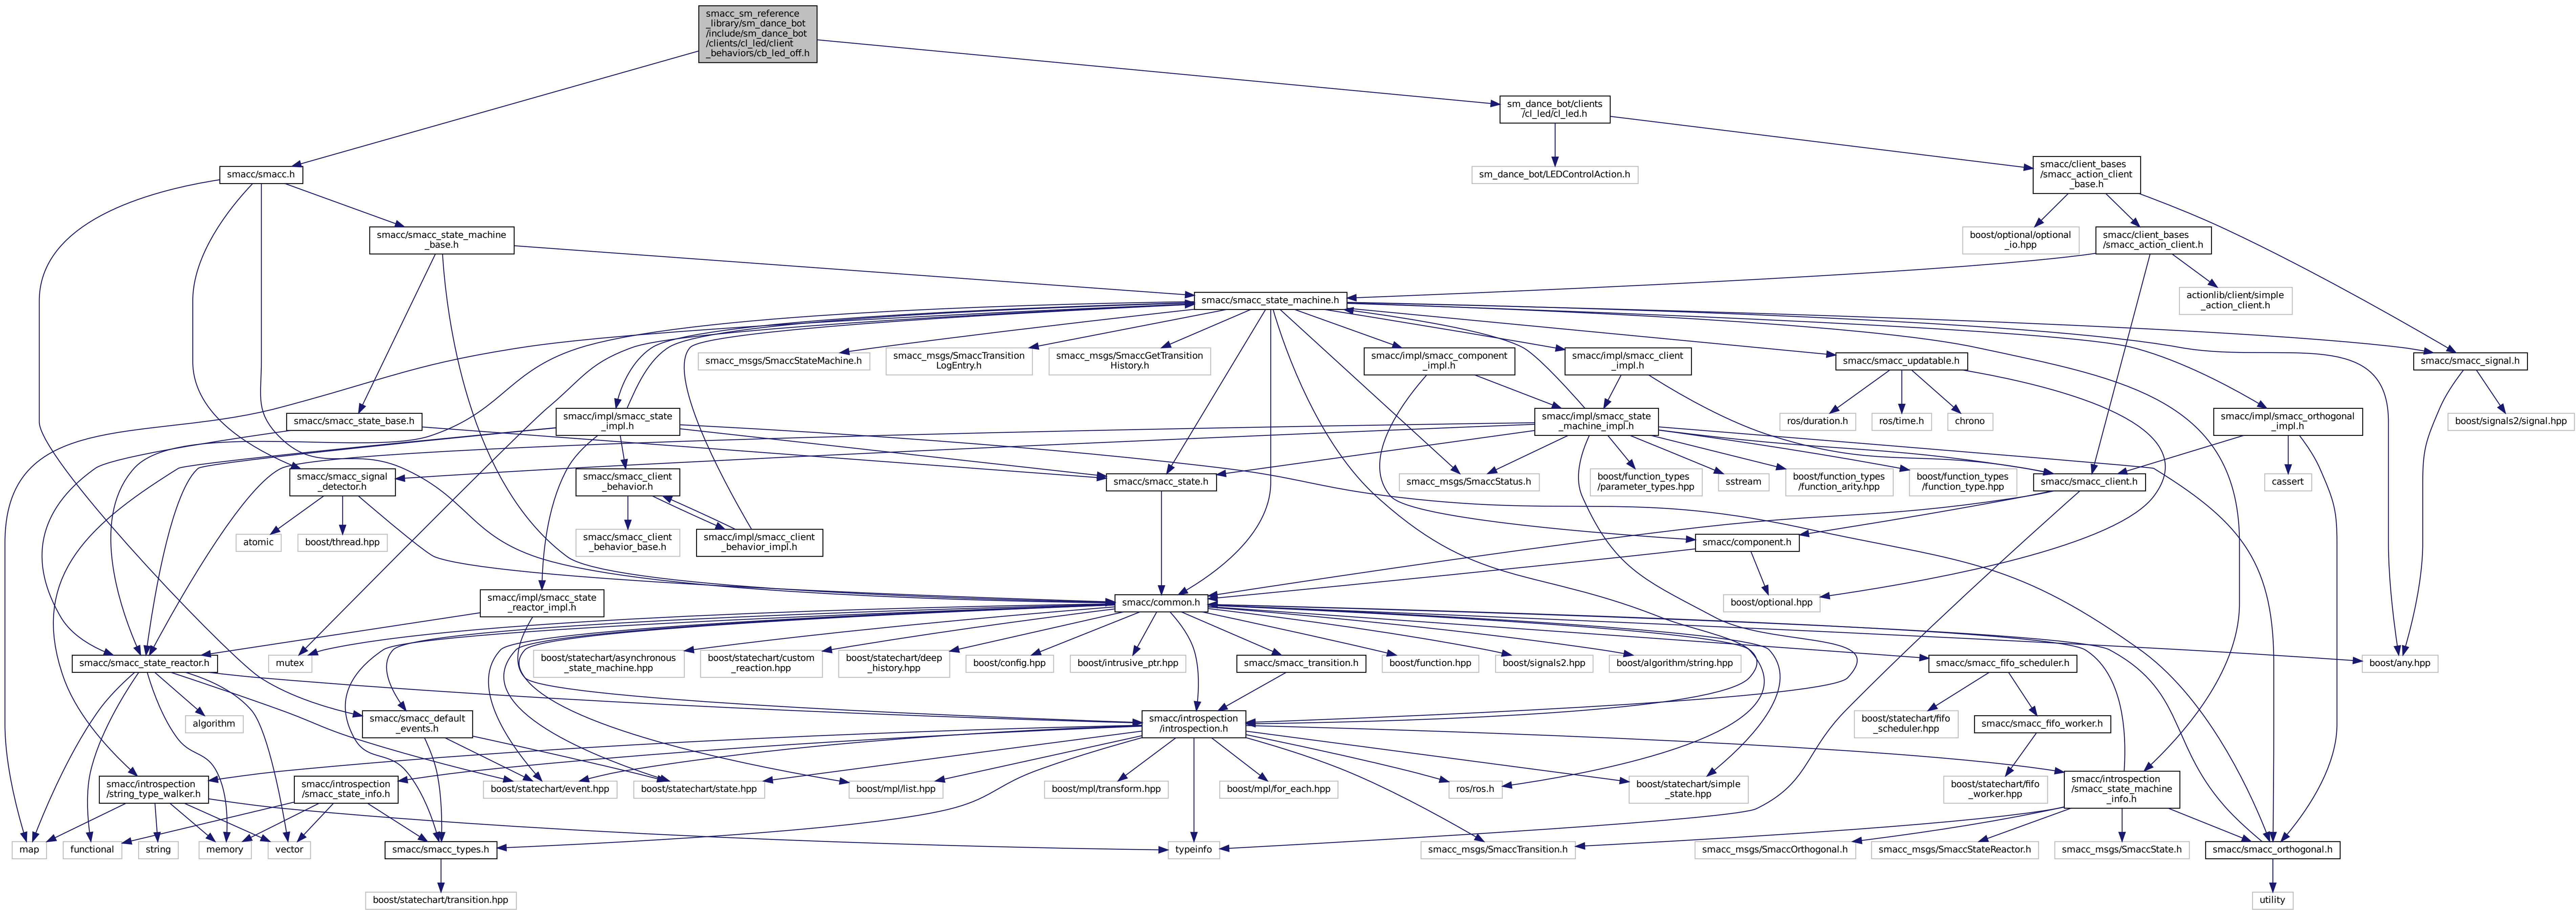 smacc_sm_reference
_library/sm_dance_bot
/include/sm_dance_bot
/clients/cl_led/client
_behaviors/cb_led_off.h
sm_dance_bot/clients
/cl_led/cl_led.h
smacc/smacc.h
sm_dance_bot/LEDControlAction.h
smacc/client_bases
/smacc_action_client
_base.h
smacc/smacc_state_machine
_base.h
boost/optional/optional
_io.hpp
smacc/client_bases
/smacc_action_client.h
smacc/smacc_state_machine.h
actionlib/client/simple
_action_client.h
smacc_msgs/SmaccStateMachine.h
smacc_msgs/SmaccTransition
LogEntry.h
smacc_msgs/SmaccGetTransition
History.h
smacc/impl/smacc_component
_impl.h
smacc/impl/smacc_client
_impl.h
smacc/smacc_updatable.h
smacc/smacc_signal.h
smacc/smacc_state_base.h
smacc/impl/smacc_state
_impl.h
smacc/impl/smacc_state
_machine_impl.h
ros/duration.h
ros/time.h
chrono
smacc/impl/smacc_orthogonal
_impl.h
boost/signals2/signal.hpp
smacc/smacc_signal
_detector.h
smacc/smacc_client
_behavior.h
smacc/smacc_state.h
smacc_msgs/SmaccStatus.h
boost/function_types
/parameter_types.hpp
sstream
boost/function_types
/function_arity.hpp
boost/function_types
/function_type.hpp
smacc/smacc_client.h
cassert
atomic
boost/thread.hpp
smacc/smacc_client
_behavior_base.h
smacc/impl/smacc_client
_behavior_impl.h
smacc/component.h
smacc/impl/smacc_state
_reactor_impl.h
smacc/common.h
boost/optional.hpp
smacc/smacc_state_reactor.h
mutex
boost/statechart/asynchronous
_state_machine.hpp
boost/statechart/custom
_reaction.hpp
boost/statechart/deep
_history.hpp
boost/config.hpp
boost/intrusive_ptr.hpp
smacc/smacc_transition.h
boost/function.hpp
boost/signals2.hpp
boost/algorithm/string.hpp
smacc/smacc_fifo_scheduler.h
boost/any.hpp
algorithm
smacc/smacc_default
_events.h
smacc/introspection
/introspection.h
boost/statechart/fifo
_scheduler.hpp
smacc/smacc_fifo_worker.h
smacc/introspection
/string_type_walker.h
smacc/introspection
/smacc_state_info.h
boost/statechart/event.hpp
boost/statechart/state.hpp
boost/mpl/list.hpp
boost/mpl/transform.hpp
boost/mpl/for_each.hpp
ros/ros.h
boost/statechart/simple
_state.hpp
boost/statechart/fifo
_worker.hpp
smacc/introspection
/smacc_state_machine
_info.h
map
functional
string
memory
vector
smacc/smacc_types.h
typeinfo
smacc_msgs/SmaccTransition.h
smacc_msgs/SmaccOrthogonal.h
smacc_msgs/SmaccStateReactor.h
smacc_msgs/SmaccState.h
smacc/smacc_orthogonal.h
boost/statechart/transition.hpp
utility